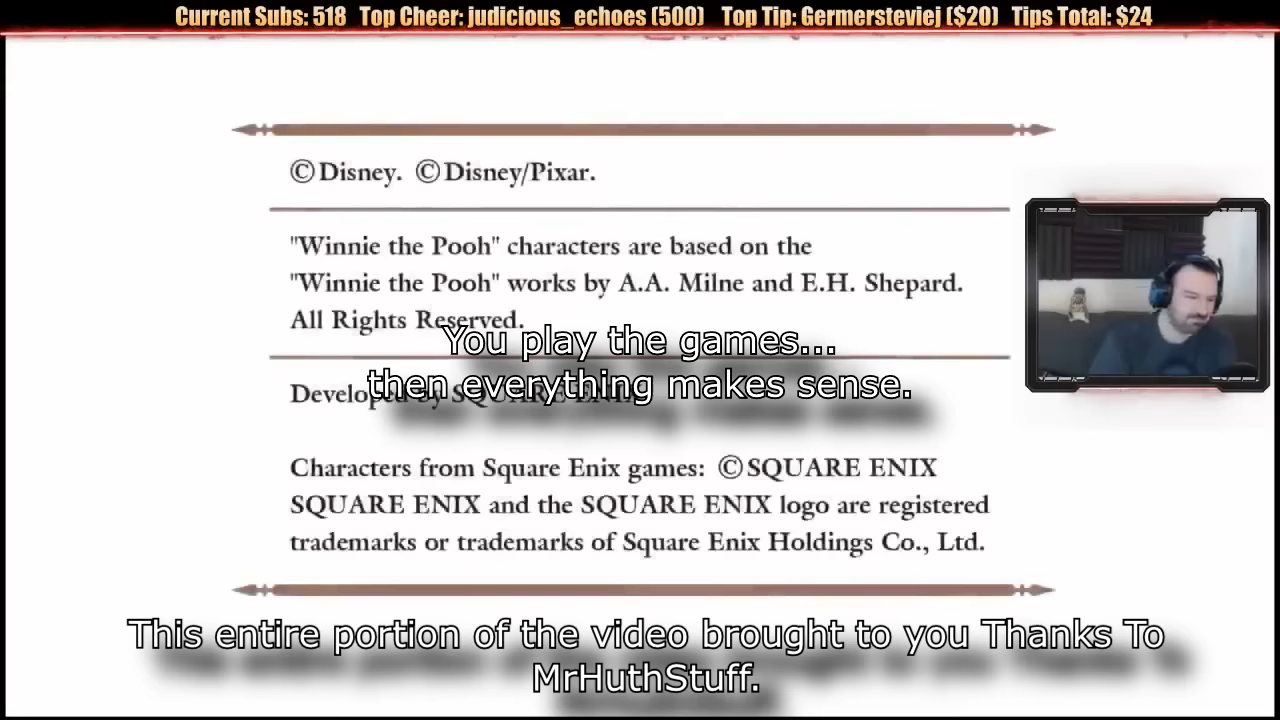 Current Subs: 518 Top Cheer: judicious_echoes (500) Top Tip: Germersteviej ($20) Tips Total: $24
©Disney. ©Disney/Pixar.
"Winnie the Pooh" characters are based on the
"Winnie the Pooh" works by A.A. Milne and E.H. Shepard.
All Rights Reserved.
You play the games...
then everything makes sense.
Developed by SQUARE ENIX
Characters from Square Enix games: ©SQUARE ENIX
SQUARE ENIX and the SQUARE ENIX logo are registered
trademarks or trademarks of Square Enix Holdings Co., Ltd.
This entire portion of the video brought to you Thanks To
MrHuthStuff.